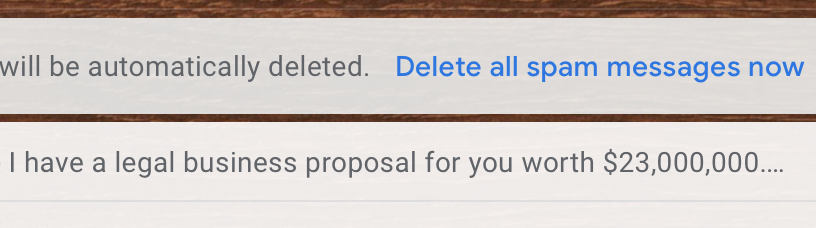 will be automatically deleted. Delete all spam messages now
I have a legal business proposal for you worth $23,000,000....